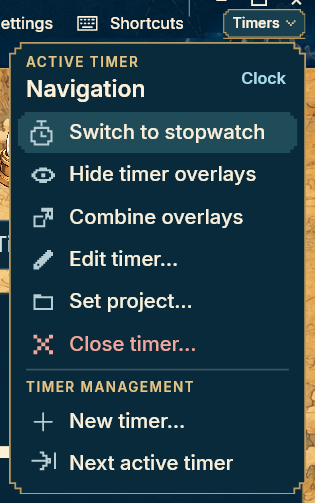 ettings
Shortcuts
Timers
ACTIVE TIMER
Navigation
Clock
Switch to stopwatch
Hide timer overlays
Combine overlays
Edit timer...
Set project...
Close timer...
TIMER MANAGEMENT
New timer...
Next active timer